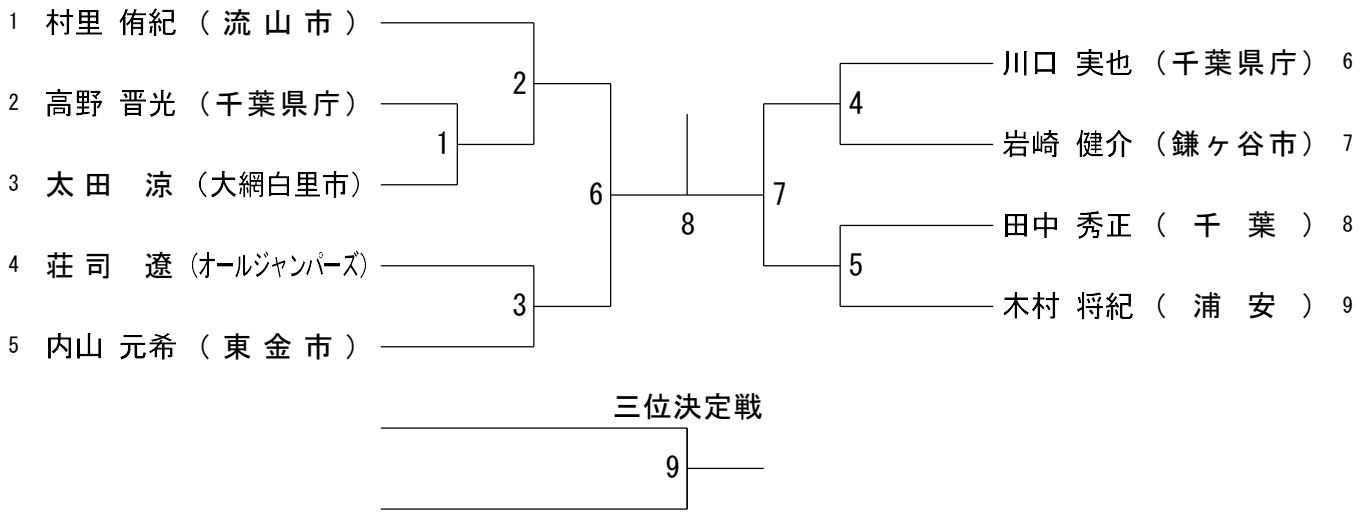 1 村里 侑紀 （ 流 山 市 ）
2 高野 晋光 （ 千葉県庁 ）
3 太 田 涼 （大網白里市）
4 荘 司 遼 （オールジャンパーズ）
5 内山 元希 （ 東 金 市 ）
2
1
6
3
8
7
4
5
川口 実也 （ 千葉県庁 ） 6
岩崎 健介 （ 鎌ヶ谷市 ） 7
田中 秀正 （ 千 葉 ） 8
木村 将紀 （ 浦 安 ） 9
三位決定戦
9